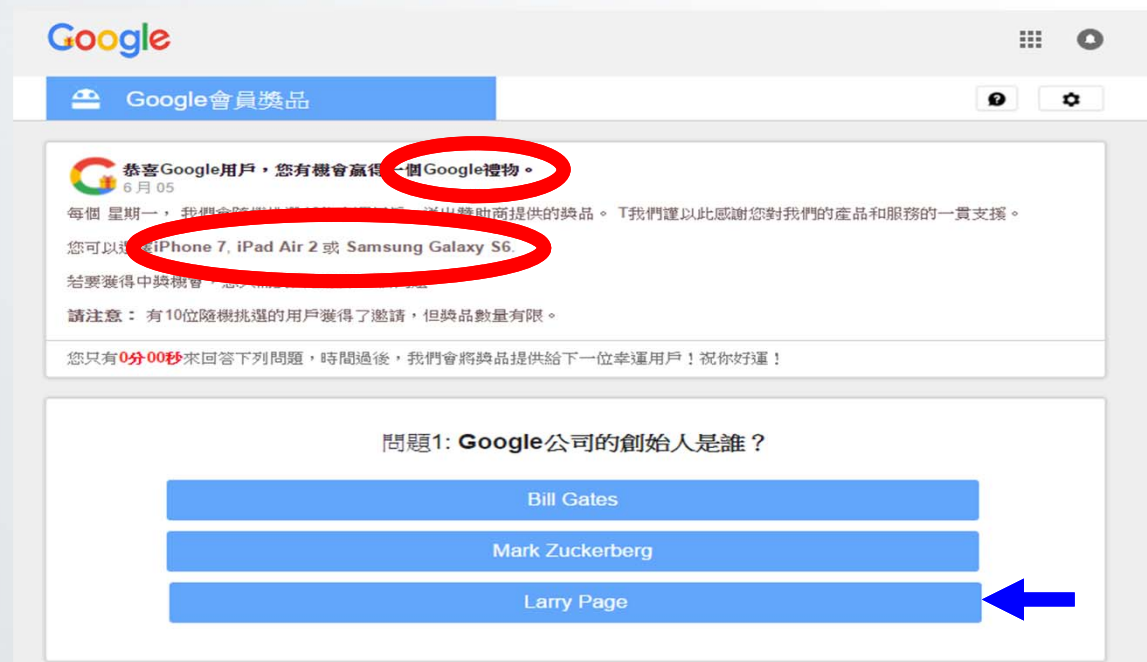 Google
Google會員獎品
恭喜Google用戶，您有機會贏得一個Google禮物。
6 月 05
每個 星期一， 我們會隨機挑選 贊助商提供的獎品。 T我們謹以此感謝您對我們的產品和服務的一貫支援。
您可以選 iPhone 7, iPad Air 2 或 Samsung Galaxy S6.
若要獲得中獎機會，您
請注意： 有10位隨機挑選的用戶獲得了邀請，但獎品數量有限。
您只有0分00秒來回答下列問題，時間過後，我們會將獎品提供給下一位幸運用戶！祝你好運！
問題1: Google公司的創始人是誰？
Bill Gates
Mark Zuckerberg
Larry Page